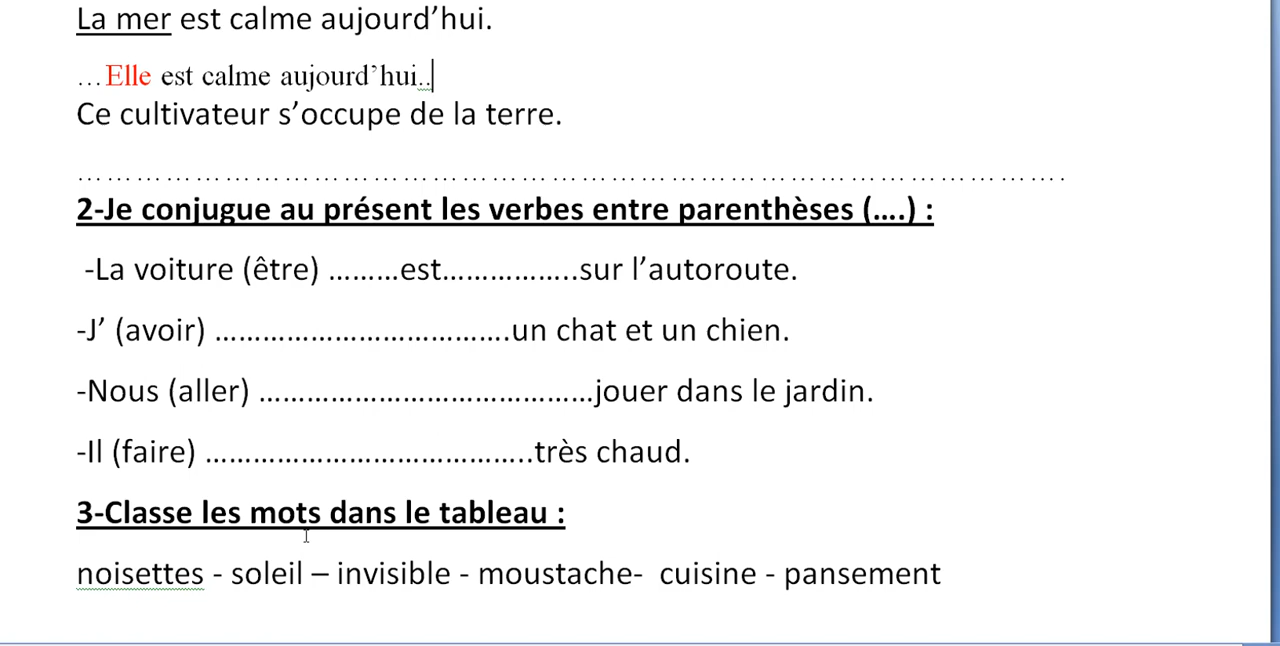 La mer est calme aujourd’hui.
…Elle est calme aujourd’hui..
Ce cultivateur s’occupe de la terre.
……………………………………………………………………………………………….
2-Je conjugue au présent les verbes entre parenthèses (….) :
-La voiture (être) ………est……………..sur l’autoroute.
-J’ (avoir) ……………………………….un chat et un chien.
-Nous (aller) ……………………………………jouer dans le jardin.
-Il (faire) …………………………………..très chaud.
3-Classe les mots dans le tableau :
noisettes - soleil – invisible - moustache- cuisine - pansement